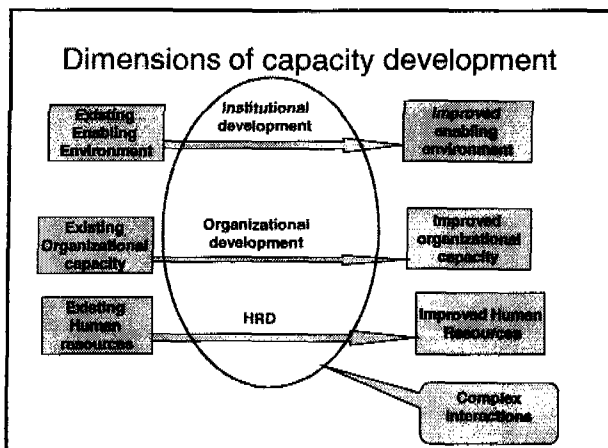 Dimensions of capacity development
Existing
Enabling
Environment
Institutional
development
Improved
enabling
environment
Existing
Organizational
capacity
Organizational
development
Improved
organizational
capacity
Existing
Human
resources
HRD
Improved Human
Resources
Complex
interactions